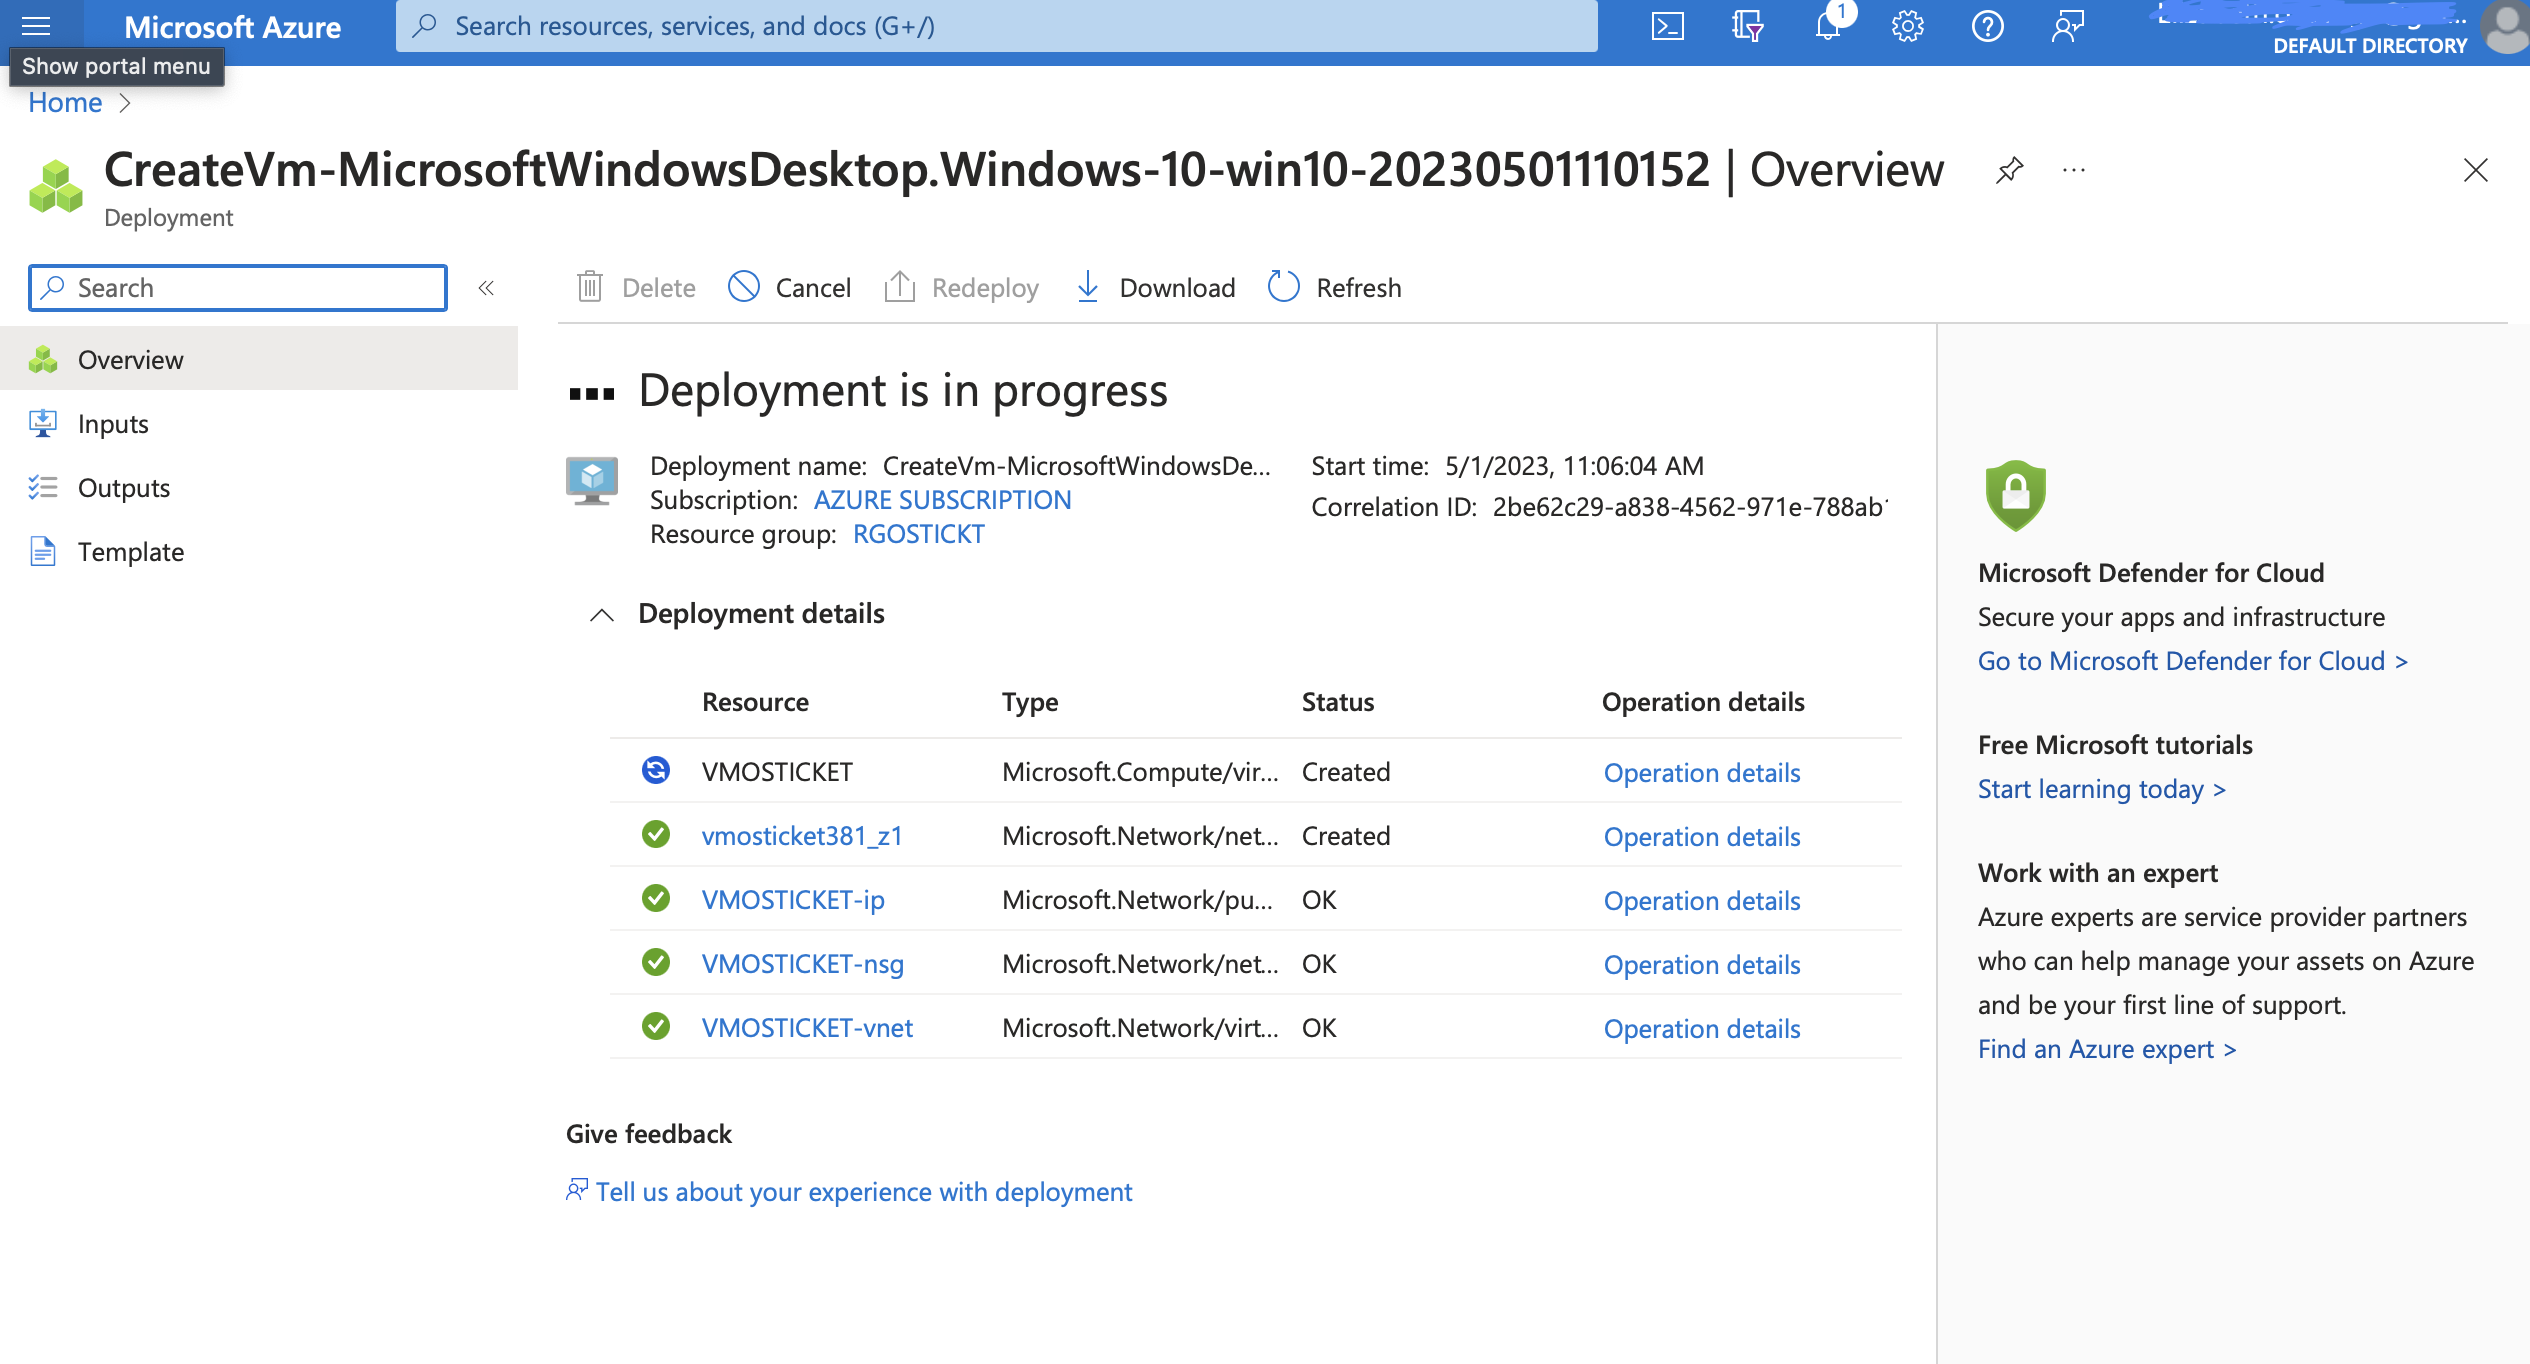 Microsoft Azure
Search resources, services, and docs (G+/)
1
DEFAULT DIRECTORY
Show portal menu
Home
CreateVm-MicrosoftWindowsDesktop.Windows-10-win10-20230501110152 | Overview
Deployment
Search
Delete Cancel Redeploy Download Refresh
Overview
Inputs
Outputs
Template
Deployment is in progress
Deployment name: CreateVm-MicrosoftWindowsDe...
Subscription: AZURE SUBSCRIPTION
Resource group: RGOSTICKT
Start time: 5/1/2023, 11:06:04 AM
Correlation ID: 2be62c29-a838-4562-971e-788ab
Deployment details
Resource Type Status Operation details
VMOSTICKET Microsoft.Compute/vir... Created Operation details
vmosticket381_z1 Microsoft.Network/net... Created Operation details
VMOSTICKET-ip Microsoft.Network/pu... OK Operation details
VMOSTICKET-nsg Microsoft.Network/net... OK Operation details
VMOSTICKET-vnet Microsoft.Network/virt... OK Operation details
Give feedback
Tell us about your experience with deployment
Microsoft Defender for Cloud
Secure your apps and infrastructure
Go to Microsoft Defender for Cloud >
Free Microsoft tutorials
Start learning today >
Work with an expert
Azure experts are service provider partners
who can help manage your assets on Azure
and be your first line of support.
Find an Azure expert >